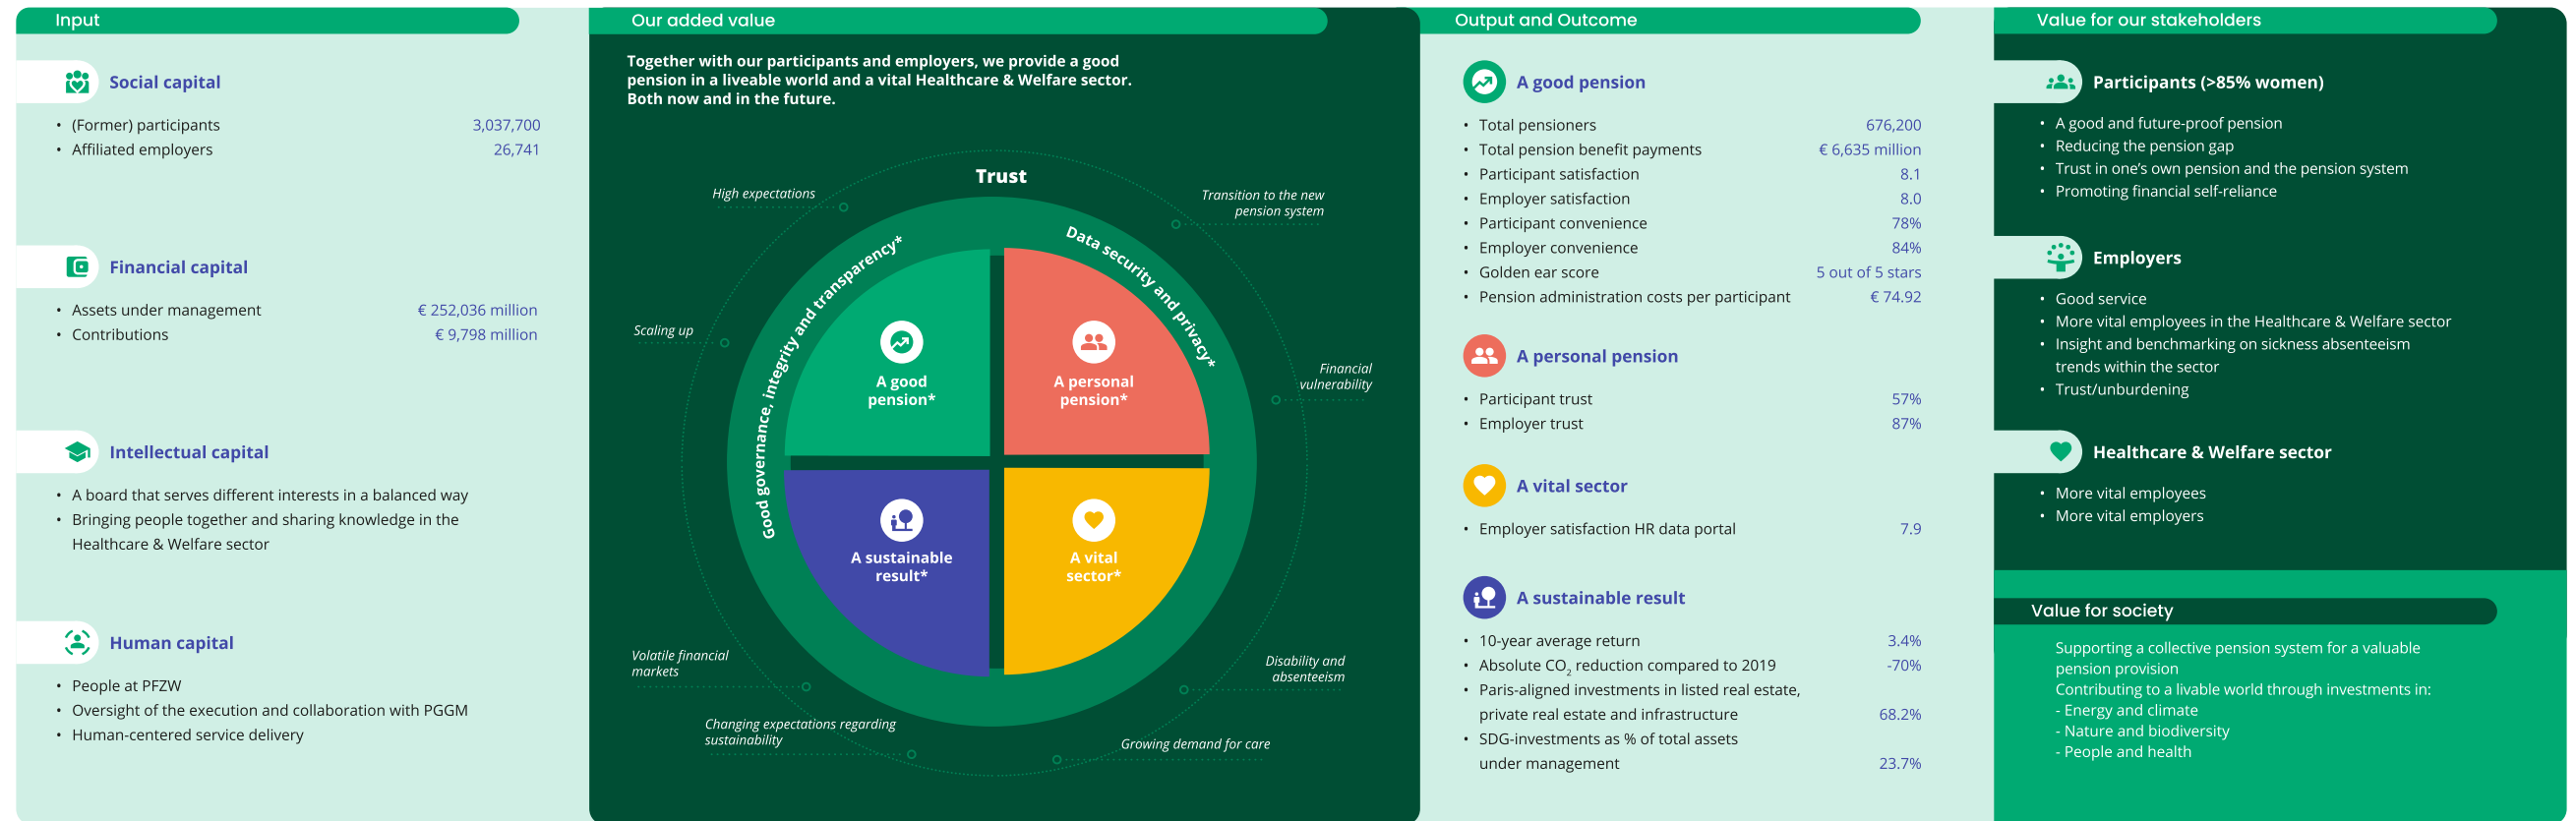 Input
Social capital
• (Former) participants 3,037,700
• Affiliated employers 26,741
Financial capital
• Assets under management € 252,036 million
• Contributions € 9,798 million
Intellectual capital
• A board that serves different interests in a balanced way
• Bringing people together and sharing knowledge in the
Healthcare & Welfare sector
Human capital
• People at PFZW
• Oversight of the execution and collaboration with PGGM
• Human-centered service delivery
Our added value
Together with our participants and employers, we provide a good
pension in a liveable world and a vital Healthcare & Welfare sector.
Both now and in the future.
Trust
High expectations
Transition to the new
pension system
Good governance, integrity and transparency*
Data security and privacy*
Scaling up
Financial
vulnerability
A good
pension*
A personal
pension*
A sustainable
result*
A vital
sector*
Volatile financial
markets
Disability and
absenteeism
Changing expectations regarding
sustainability
Growing demand for care
Output and Outcome
A good pension
• Total pensioners 676,200
• Total pension benefit payments € 6,635 million
• Participant satisfaction 8.1
• Employer satisfaction 8.0
• Participant convenience 78%
• Employer convenience 84%
• Golden ear score 5 out of 5 stars
• Pension administration costs per participant € 74.92
A personal pension
• Participant trust 57%
• Employer trust 87%
A vital sector
• Employer satisfaction HR data portal 7.9
A sustainable result
• 10-year average return 3.4%
• Absolute CO₂ reduction compared to 2019 -70%
• Paris-aligned investments in listed real estate,
private real estate and infrastructure 68.2%
• SDG-investments as % of total assets
under management 23.7%
Value for our stakeholders
Participants (>85% women)
• A good and future-proof pension
• Reducing the pension gap
• Trust in one’s own pension and the pension system
• Promoting financial self-reliance
Employers
• Good service
• More vital employees in the Healthcare & Welfare sector
• Insight and benchmarking on sickness absenteeism
trends within the sector
• Trust/unburdening
Healthcare & Welfare sector
• More vital employees
• More vital employers
Value for society
Supporting a collective pension system for a valuable
pension provision
Contributing to a livable world through investments in:
- Energy and climate
- Nature and biodiversity
- People and health